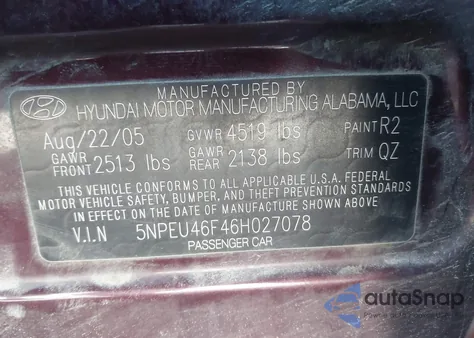 MANUFACTURED BY
HYUNDAI MOTOR MANUFACTURING ALABAMA, LLC
Aug/22/05 GVWR 4519 lbs PAINT R2
GAWR FRONT 2513 lbs GAWR REAR 2138 lbs TRIM QZ
THIS VEHICLE CONFORMS TO ALL APPLICABLE U.S.A. FEDERAL
MOTOR VEHICLE SAFETY, BUMPER, AND THEFT PREVENTION STANDARDS
IN EFFECT ON THE DATE OF MANUFACTURE SHOWN ABOVE.
V.I.N 5NPEU46F46H027078
PASSENGER CAR
autoSnap